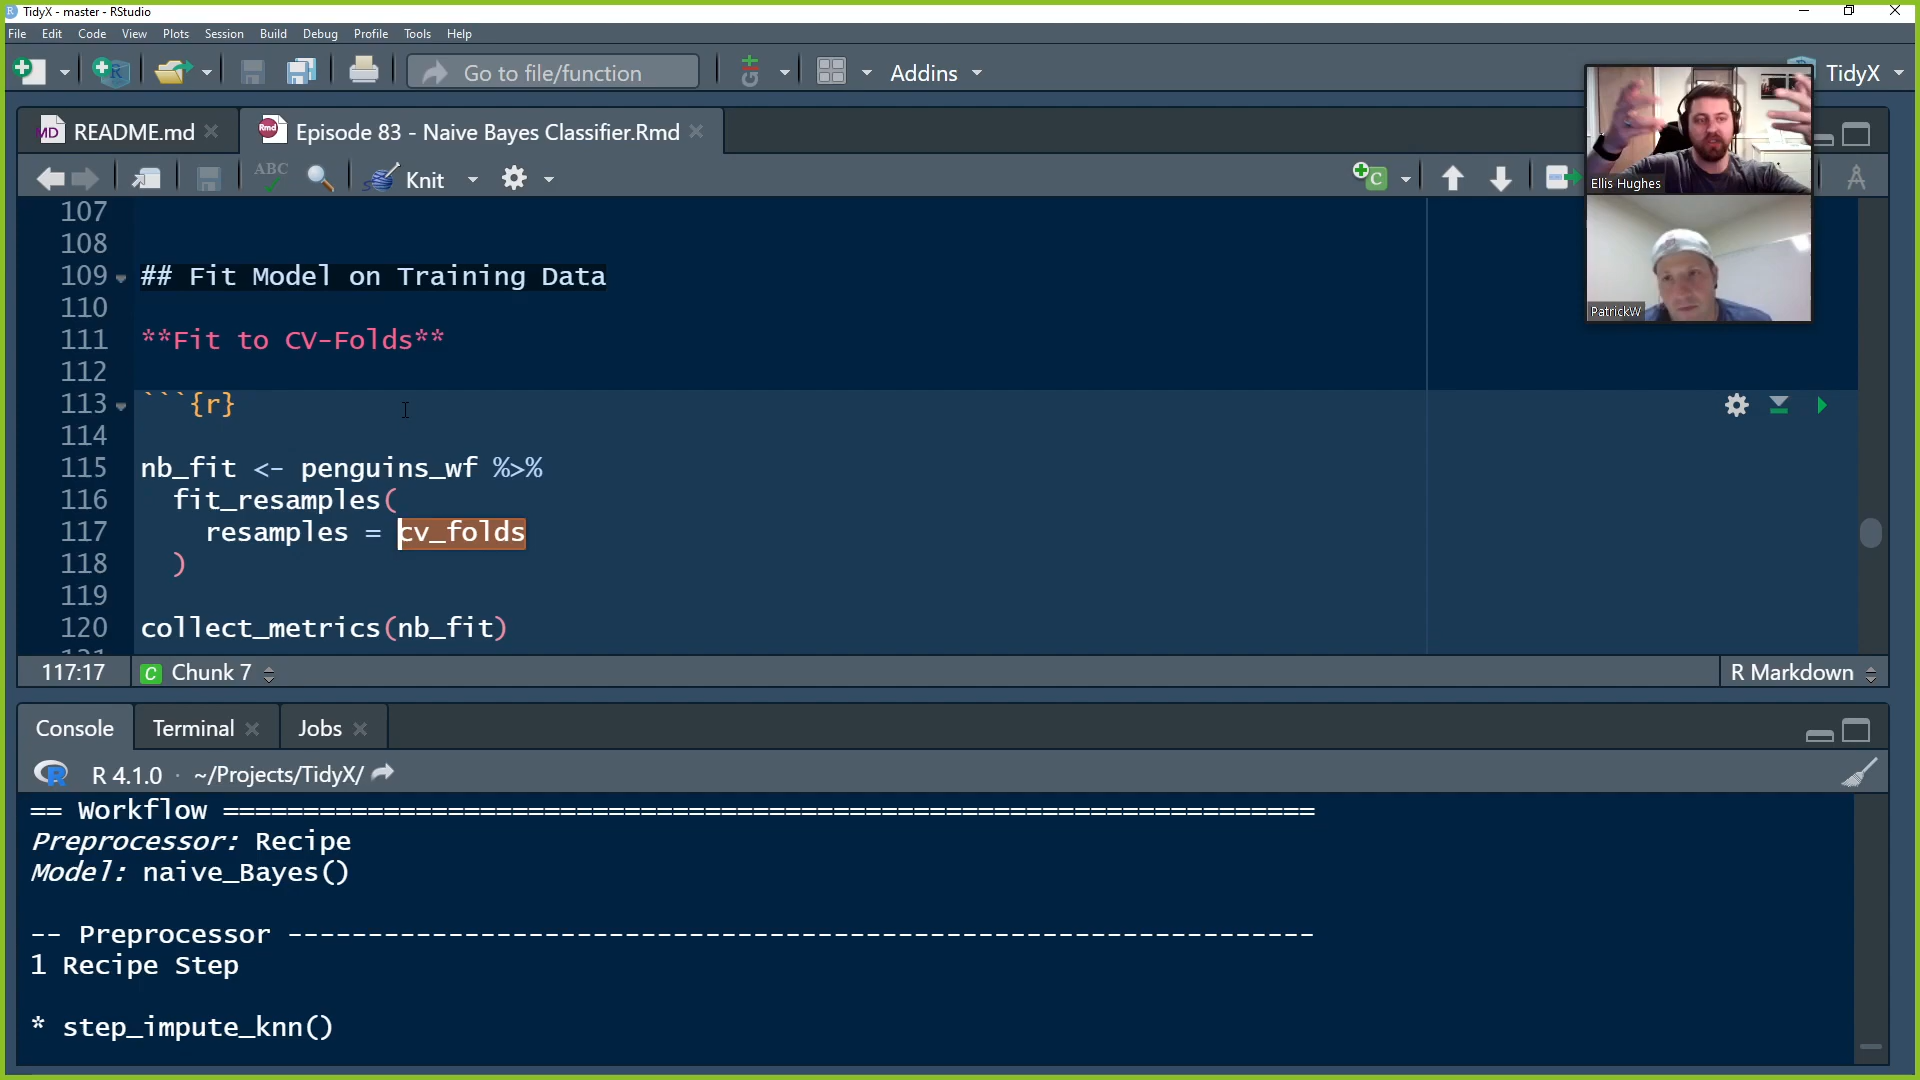 TidyX - master - RStudio
File Edit Code View Plots Session Build Debug Profile Tools Help
Go to file/function Addins TidyX
MD README.md Rmd Episode 83 - Naive Bayes Classifier.Rmd
ABC Knit C
Ellis Hughes
PatrickW
107
108
109 ## Fit Model on Training Data
110
111 **Fit to CV-Folds**
112
113 ```{r}
114
115 nb_fit <- penguins_wf %>%
116 fit_resamples(
117 resamples = cv_folds
118 )
119
120 collect_metrics(nb_fit)
117:17 C Chunk 7 R Markdown
Console Terminal Jobs
R R 4.1.0 · ~/Projects/TidyX/
== Workflow ====================================================================
Preprocessor: Recipe
Model: naive_Bayes()
-- Preprocessor ----------------------------------------------------------------
1 Recipe Step
* step_impute_knn()